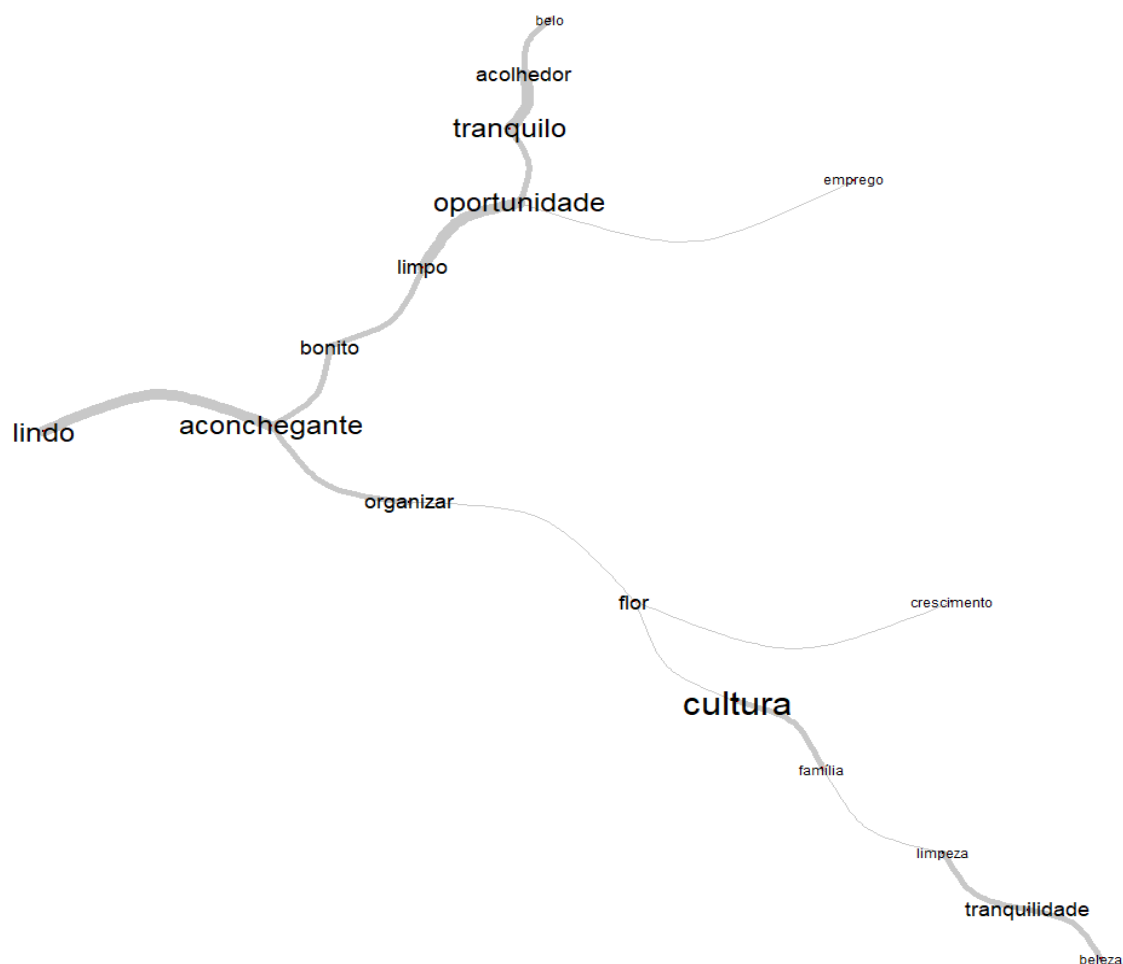 belo
acolhedor
tranquilo
emprego
oportunidade
limpo
bonito
aconchegante
lindo
organizar
flor
crescimento
cultura
família
limpeza
tranquilidade
beleza